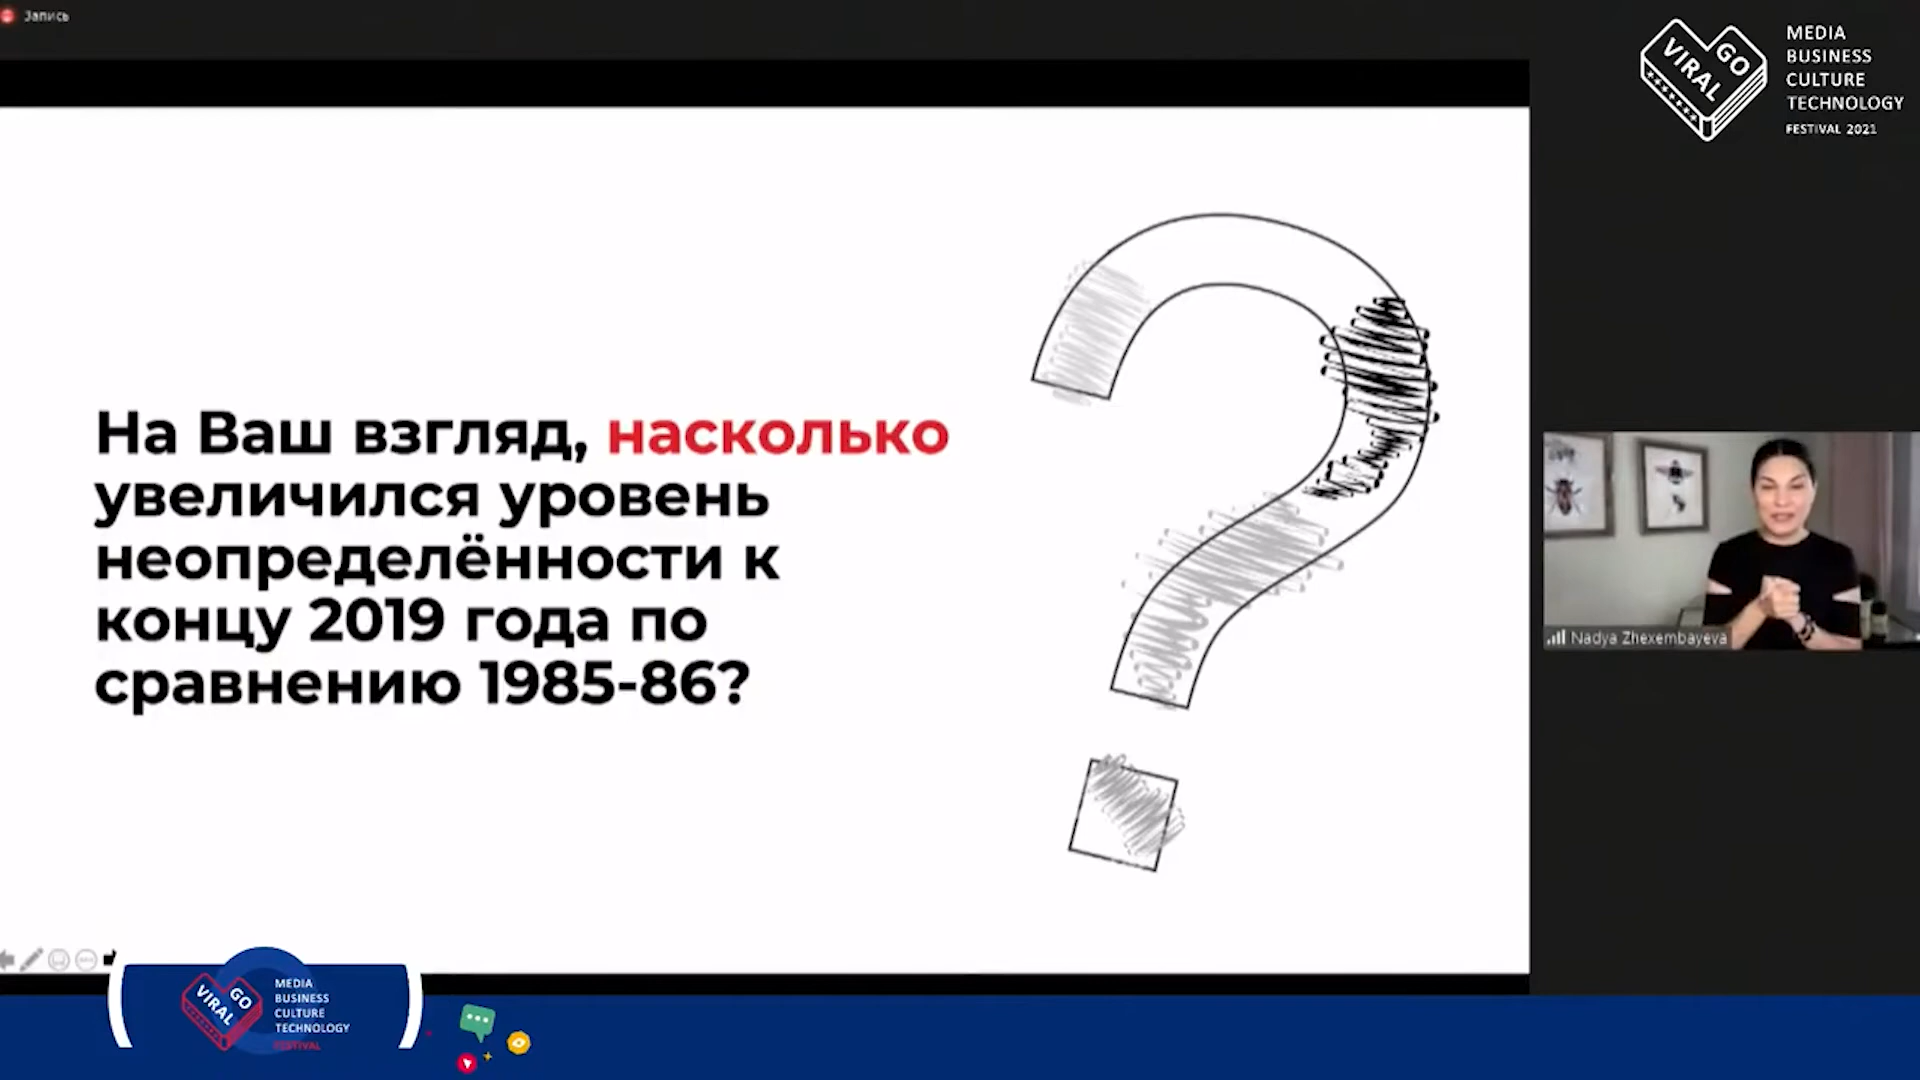 Запись
VIRAL GO
MEDIA
BUSINESS
CULTURE
TECHNOLOGY
FESTIVAL 2021
На Ваш взгляд, насколько
увеличился уровень
неопределённости к
концу 2019 года по
сравнению 1985-86?
Nadya Zhexembayeva
VIRAL GO
MEDIA
BUSINESS
CULTURE
TECHNOLOGY
FESTIVAL